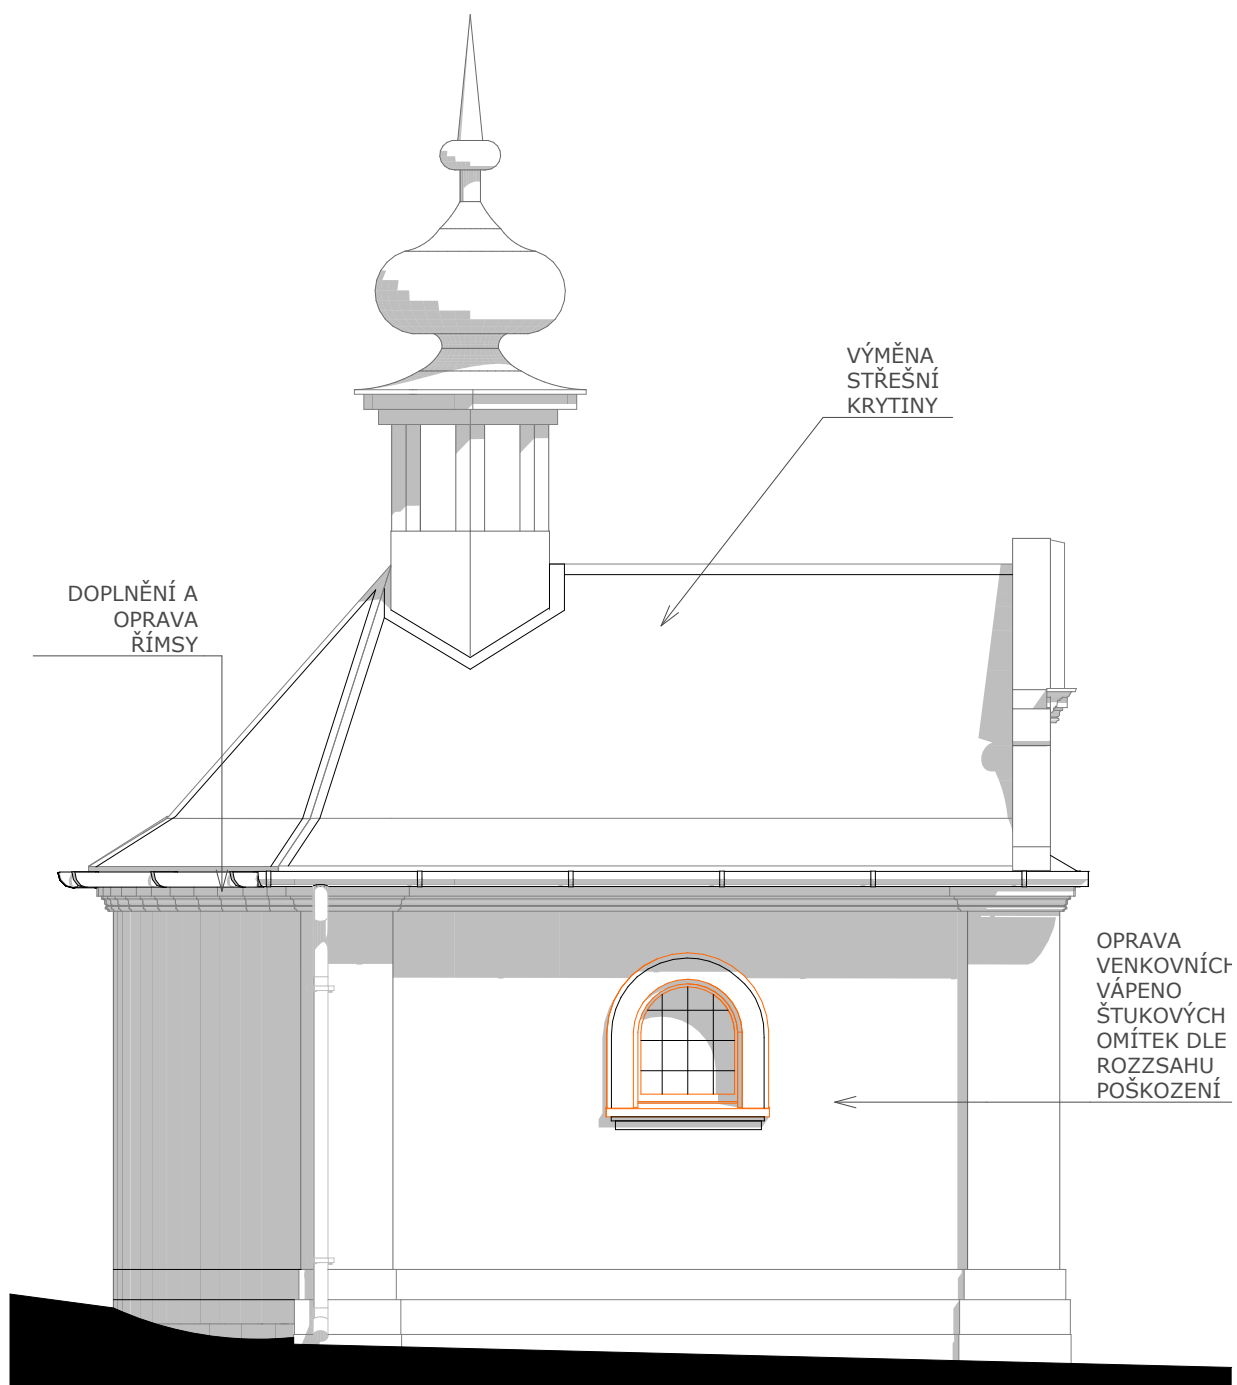 VÝMĚNA
STŘEŠNÍ
KRYTINY
DOPLNĚNÍ A
OPRAVA
ŘÍMSY
OPRAVA
VENKOVNÍCH
VÁPENO
ŠTUKOVÝCH
OMÍTEK DLE
ROZZSAHU
POŠKOZENÍ